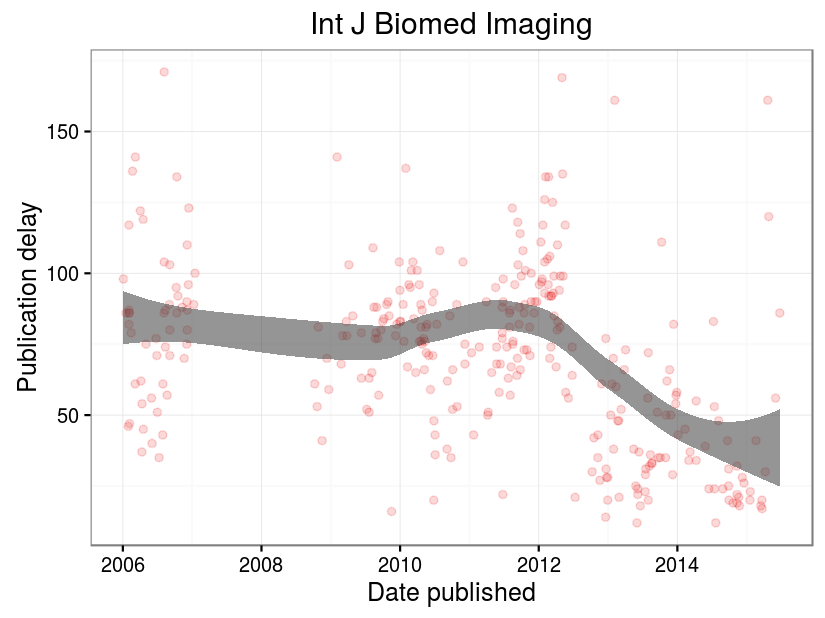 Int J Biomed Imaging
Publication delay
150
100
50
2006 2008 2010 2012 2014
Date published